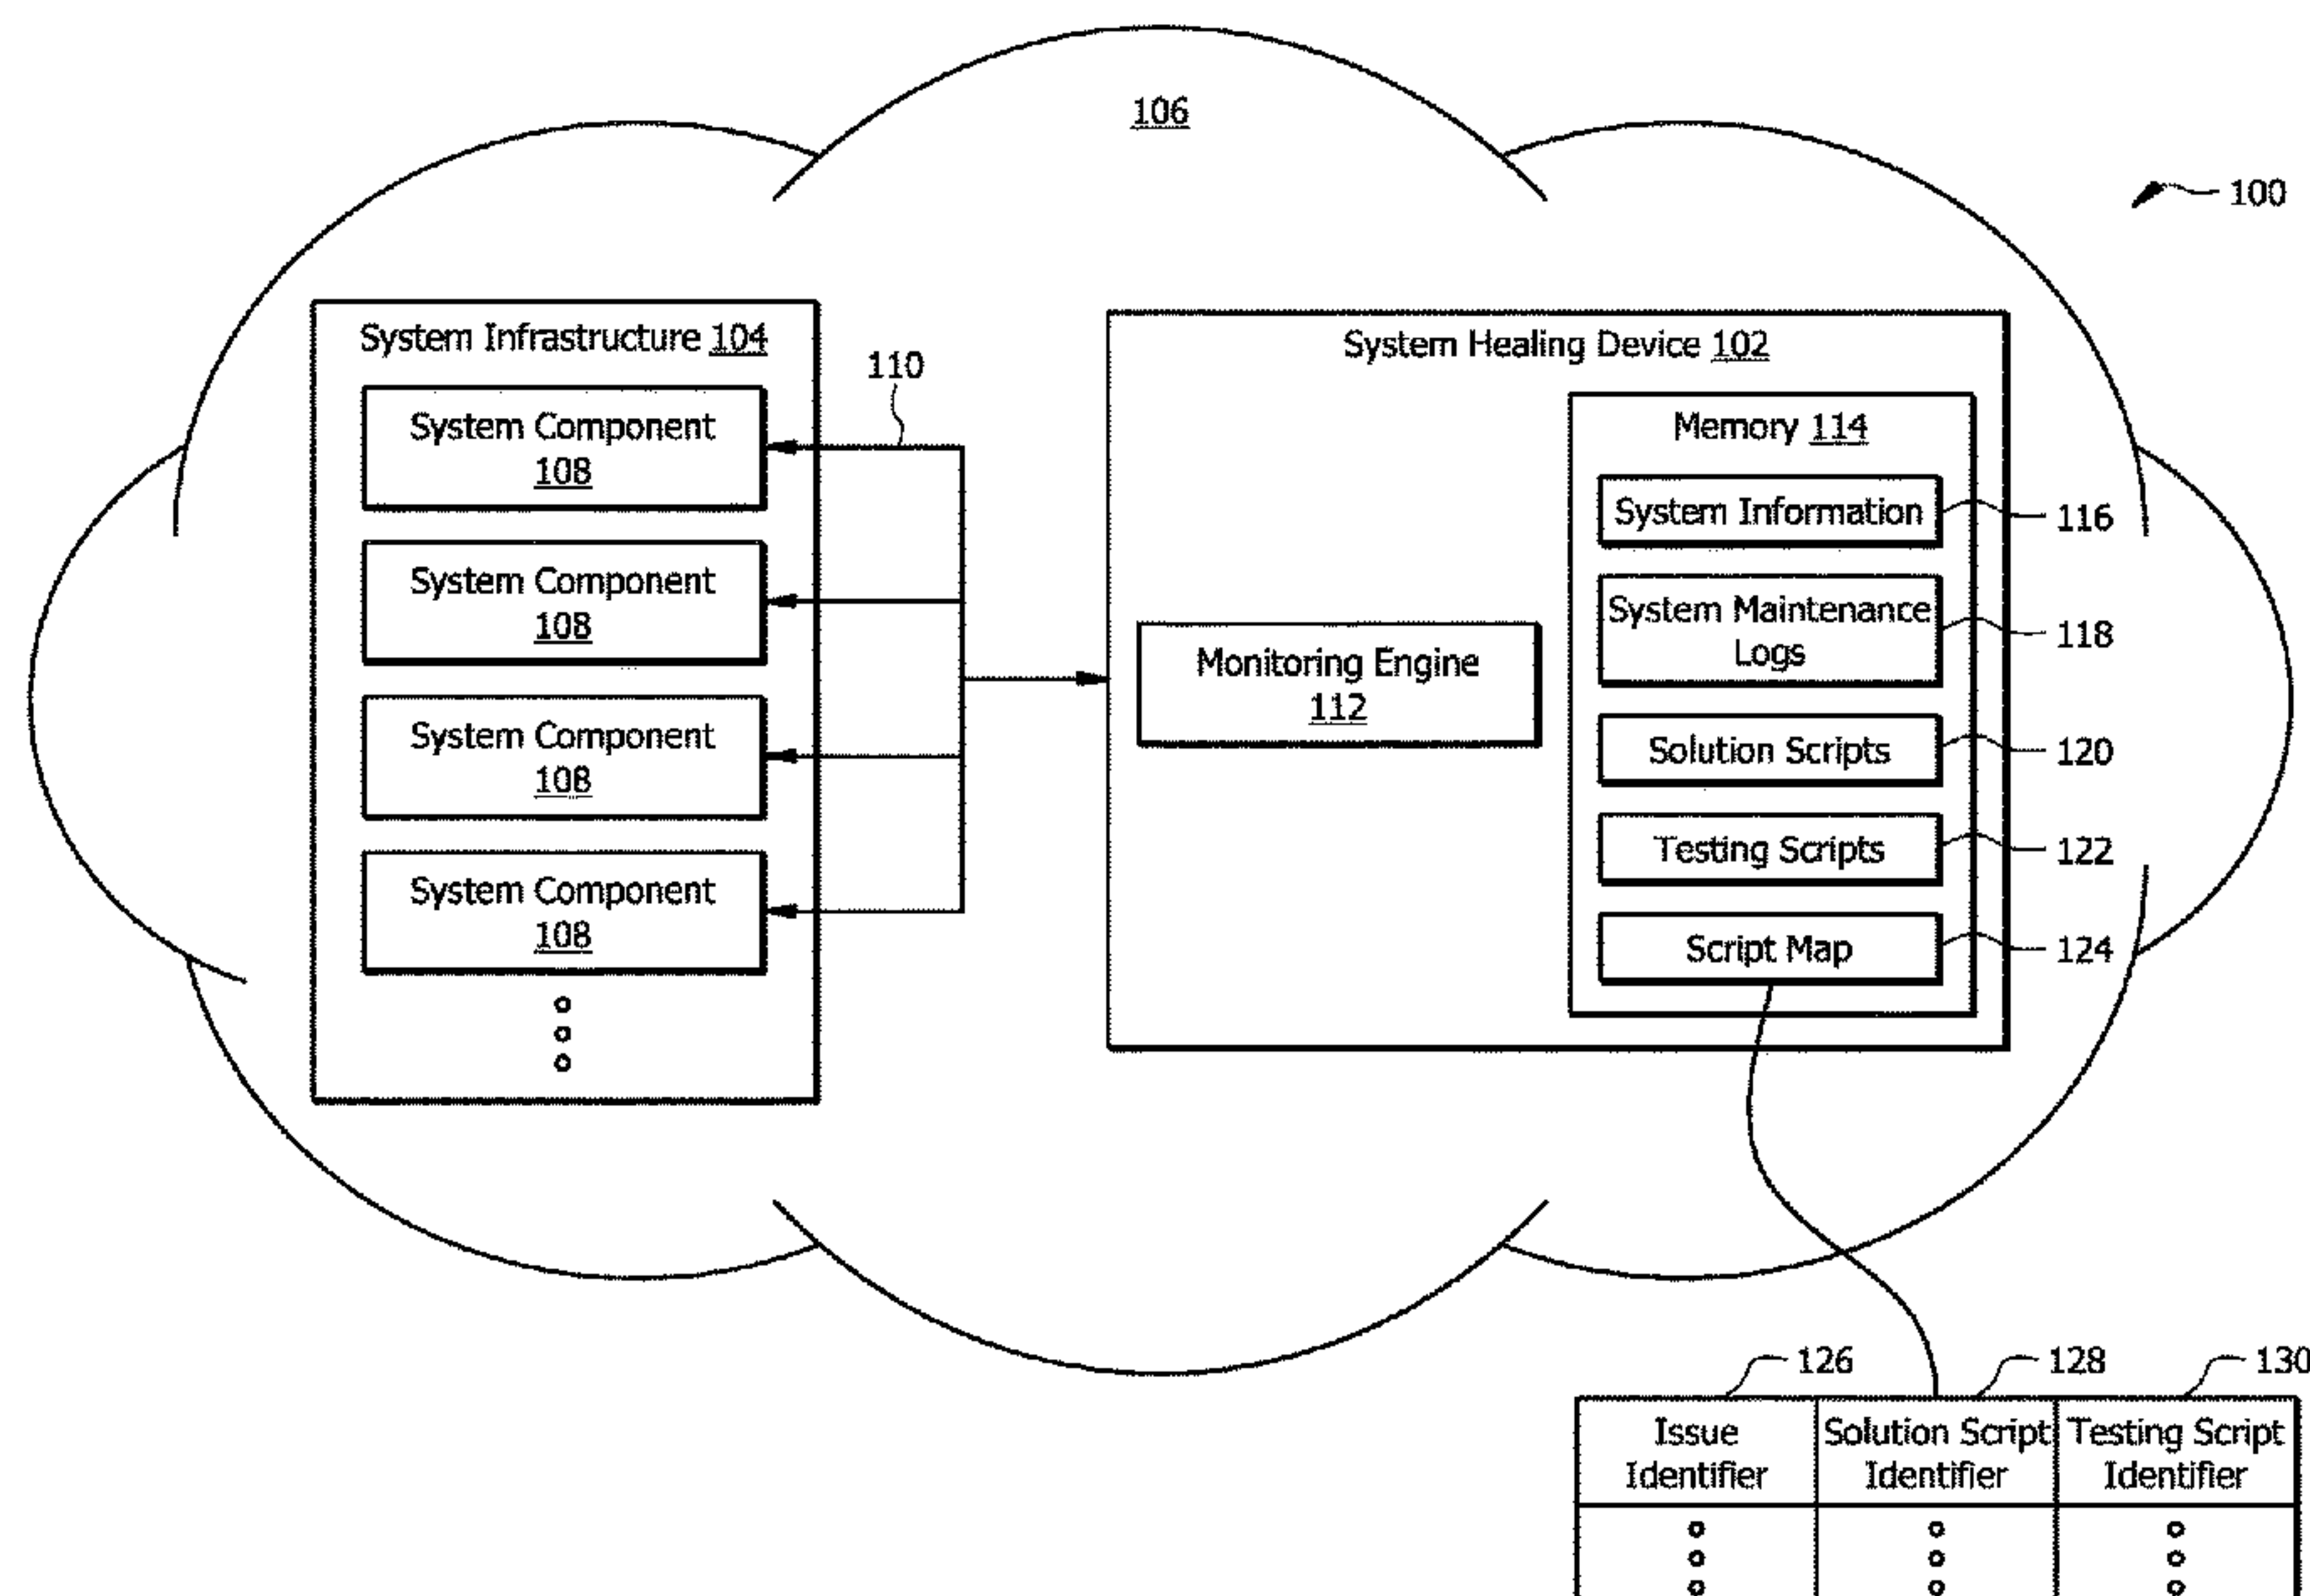 106
100
System Infrastructure 104
System Component
108
System Component
108
System Component
108
System Component
108
110
System Healing Device 102
Monitoring Engine
112
Memory 114
System Information
116
System Maintenance
Logs
118
Solution Scripts
120
Testing Scripts
122
Script Map
124
126
128
130
Issue
Identifier
Solution Script
Identifier
Testing Script
Identifier